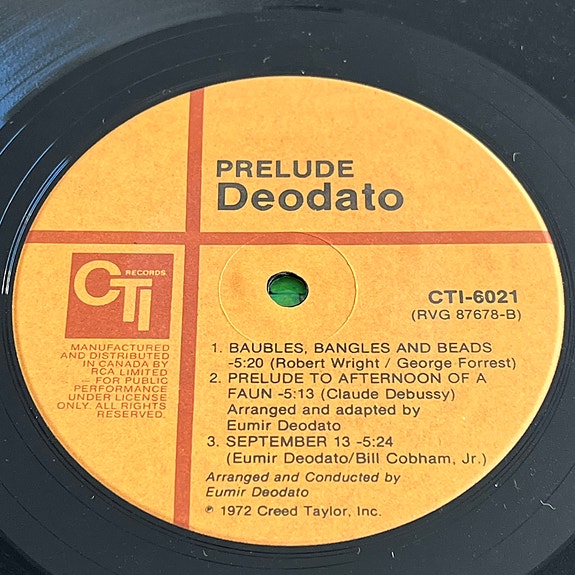 PRELUDE
Deodato
CTI RECORDS
CTI-6021
(RVG 87678-B)
MANUFACTURED
AND DISTRIBUTED
IN CANADA BY
RCA LIMITED
— FOR PUBLIC
PERFORMANCE
UNDER LICENSE
ONLY. ALL RIGHTS
RESERVED.
1. BAUBLES, BANGLES AND BEADS
-5:20 (Robert Wright / George Forrest)
2. PRELUDE TO AFTERNOON OF A
FAUN -5:13 (Claude Debussy)
Arranged and adapted by
Eumir Deodato
3. SEPTEMBER 13 -5:24
(Eumir Deodato/Bill Cobham, Jr.)
Arranged and Conducted by
Eumir Deodato
℗ 1972 Creed Taylor, Inc.